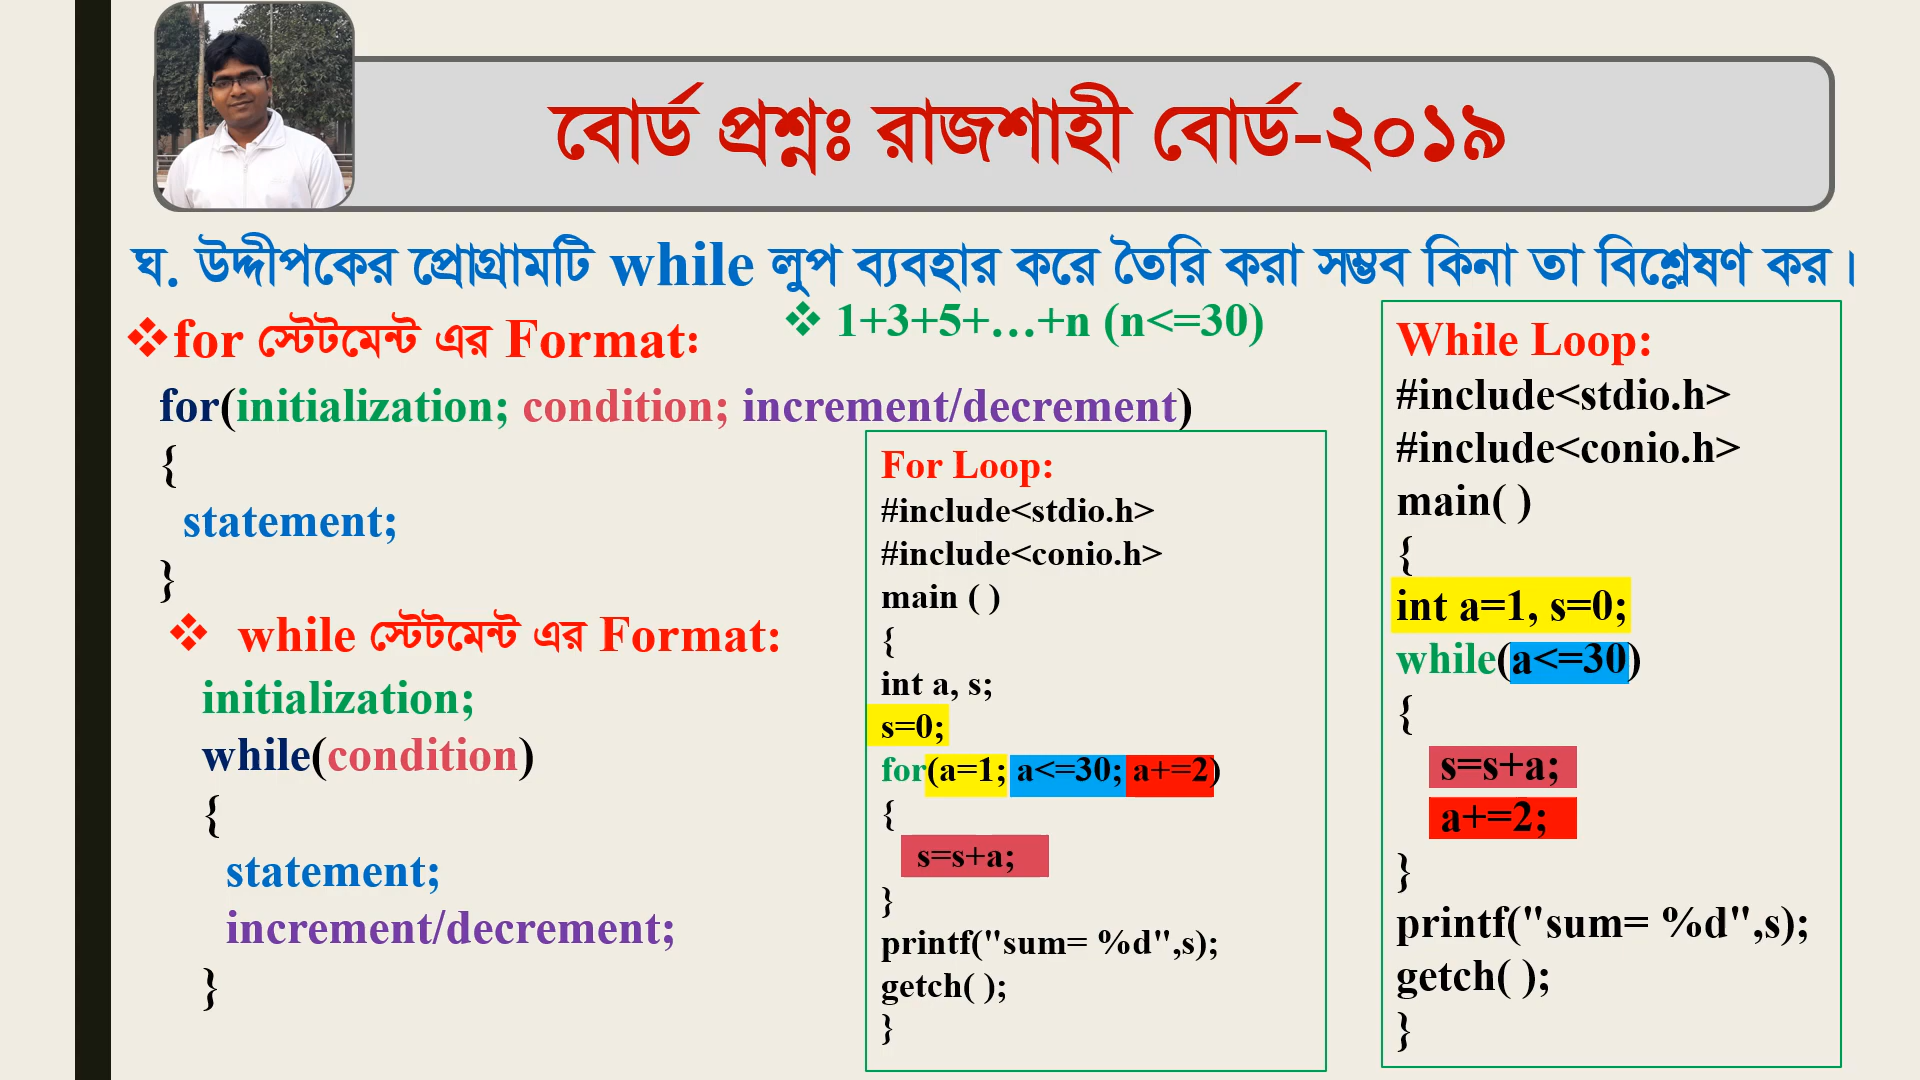 বোর্ড প্রশ্নঃ রাজশাহী বোর্ড-২০১৯
ঘ. উদ্দীপকের প্রোগ্রামটি while লুপ ব্যবহার করে তৈরি করা সম্ভব কিনা তা বিশ্লেষণ কর।
❖for স্টেটমেন্ট এর Format:
for(initialization; condition; increment/decrement)
{
statement;
}
❖ while স্টেটমেন্ট এর Format:
initialization;
while(condition)
{
statement;
increment/decrement;
}
❖ 1+3+5+...+n (n<=30)
For Loop:
#include<stdio.h>
#include<conio.h>
main ( )
{
int a, s;
s=0;
for(a=1; a<=30; a+=2)
{
s=s+a;
}
printf("sum= %d",s);
getch( );
}
While Loop:
#include<stdio.h>
#include<conio.h>
main( )
{
int a=1, s=0;
while(a<=30)
{
s=s+a;
a+=2;
}
printf("sum= %d",s);
getch( );
}